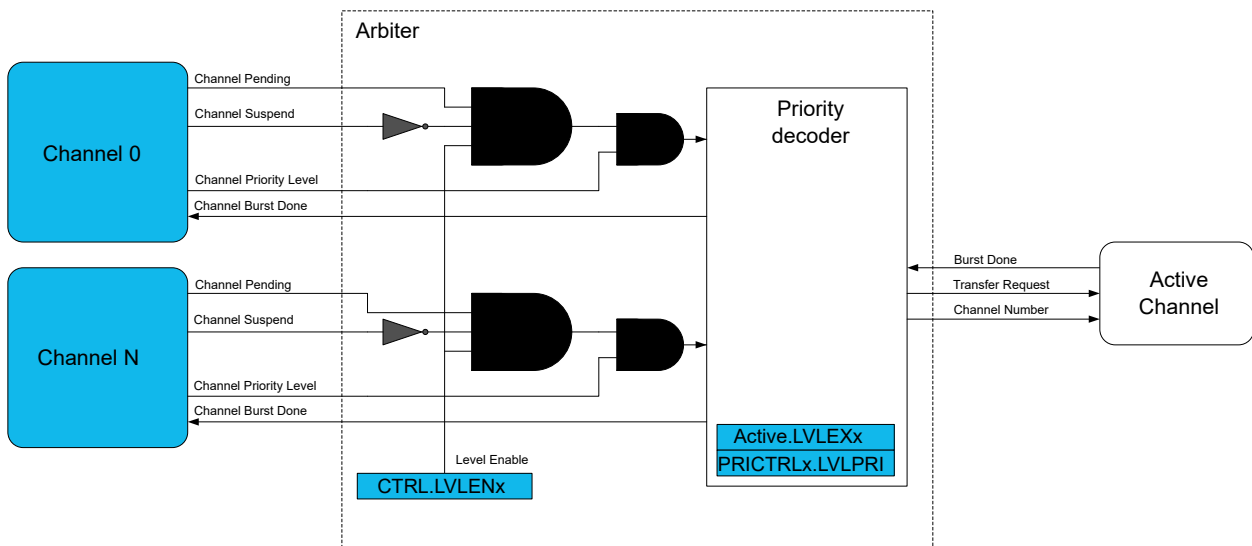 Arbiter
Channel 0
Channel Pending
Channel Suspend
Channel Priority Level
Channel Burst Done
Priority
decoder
Channel N
Channel Pending
Channel Suspend
Channel Priority Level
Channel Burst Done
Burst Done
Transfer Request
Channel Number
Active
Channel
Level Enable
CTRL.LVLENx
Active.LVLEXx
PRICTRLx.LVLPRI